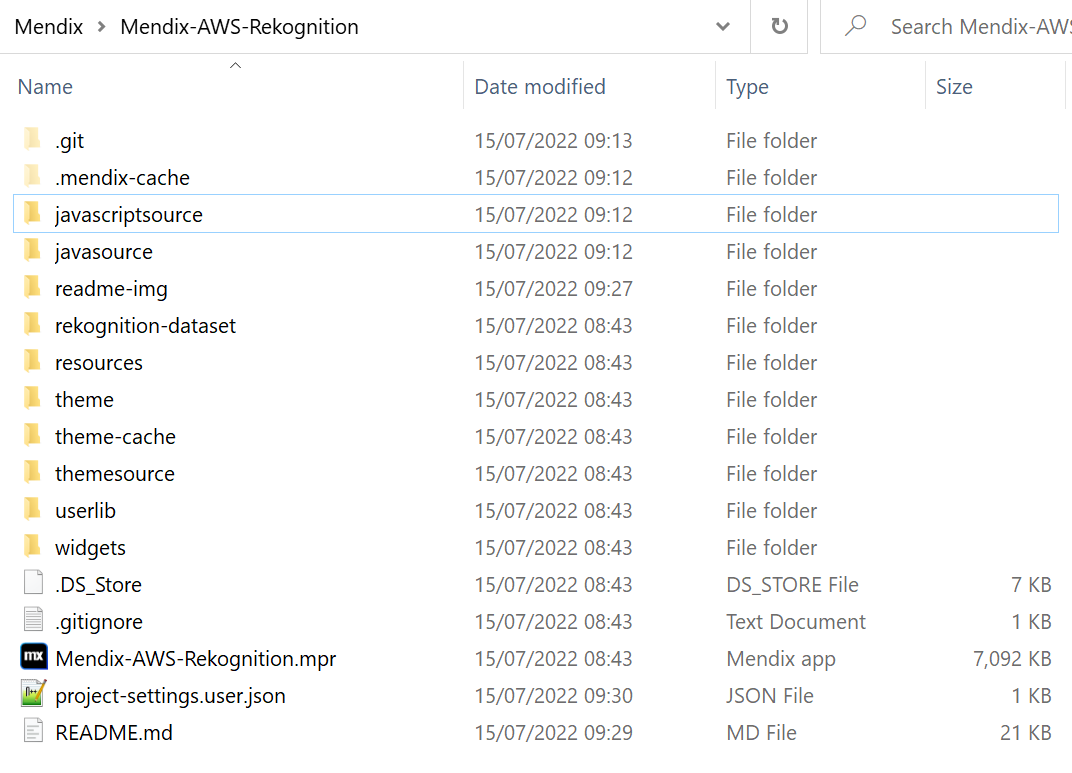 Mendix > Mendix-AWS-Rekognition Search Mendix-AWS
Name Date modified Type Size
.git 15/07/2022 09:13 File folder
.mendix-cache 15/07/2022 09:12 File folder
javascriptsource 15/07/2022 09:12 File folder
javasource 15/07/2022 09:12 File folder
readme-img 15/07/2022 09:27 File folder
rekognition-dataset 15/07/2022 08:43 File folder
resources 15/07/2022 08:43 File folder
theme 15/07/2022 08:43 File folder
theme-cache 15/07/2022 08:43 File folder
themesource 15/07/2022 08:43 File folder
userlib 15/07/2022 08:43 File folder
widgets 15/07/2022 08:43 File folder
.DS_Store 15/07/2022 08:43 DS_STORE File 7 KB
.gitignore 15/07/2022 08:43 Text Document 1 KB
mx Mendix-AWS-Rekognition.mpr 15/07/2022 08:43 Mendix app 7,092 KB
project-settings.user.json 15/07/2022 09:30 JSON File 1 KB
README.md 15/07/2022 09:29 MD File 21 KB